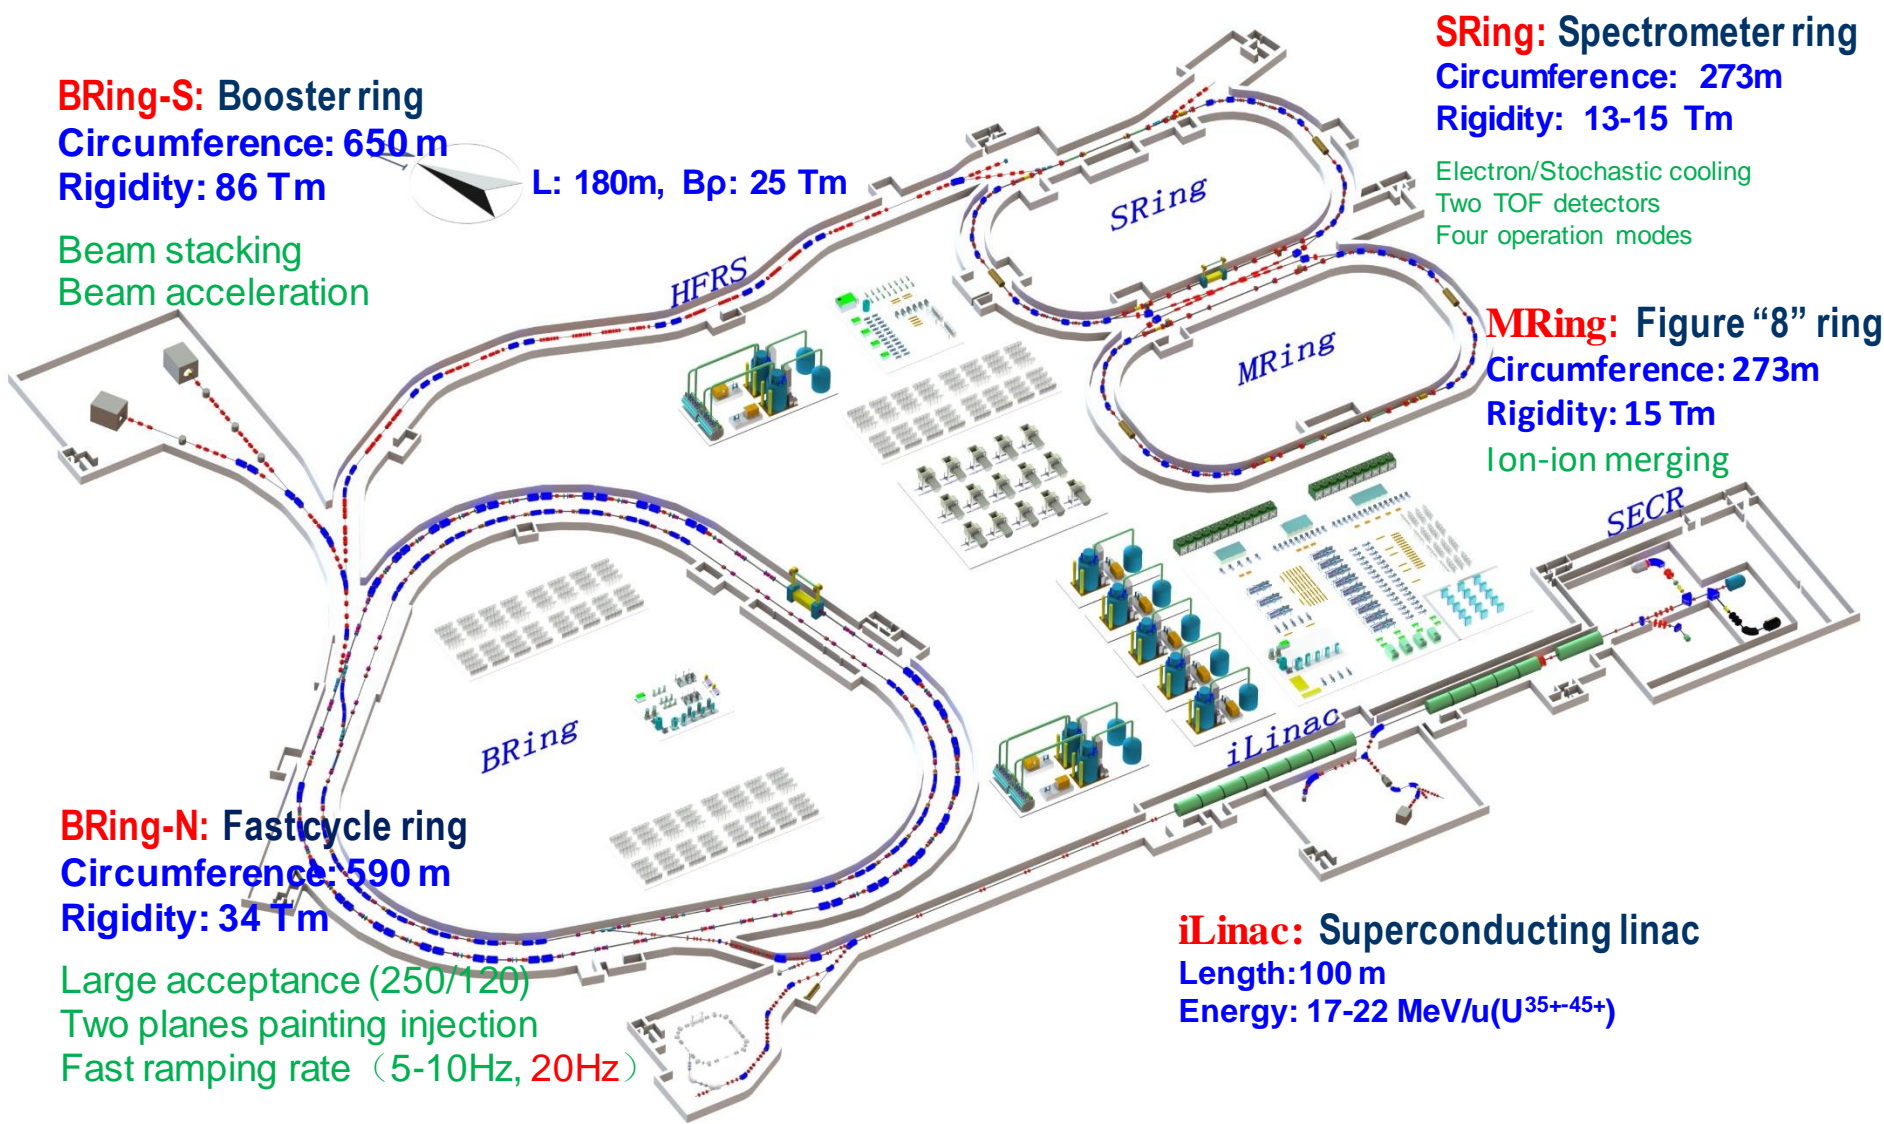 BRing-S: Booster ring
Circumference: 650 m
Rigidity: 86 Tm
Beam stacking
Beam acceleration
L: 180m, Bρ: 25 Tm
SRing: Spectrometer ring
Circumference: 273m
Rigidity: 13-15 Tm
Electron/Stochastic cooling
Two TOF detectors
Four operation modes
HFRS
SRing
MRing
MRing: Figure “8” ring
Circumference: 273m
Rigidity: 15 Tm
Ion-ion merging
SECR
BRing
iLinac
BRing-N: Fast cycle ring
Circumference: 590 m
Rigidity: 34 Tm
Large acceptance (250/120)
Two planes painting injection
Fast ramping rate（5-10Hz, 20Hz）
iLinac: Superconducting linac
Length:100 m
Energy: 17-22 MeV/u(U35+-45+)